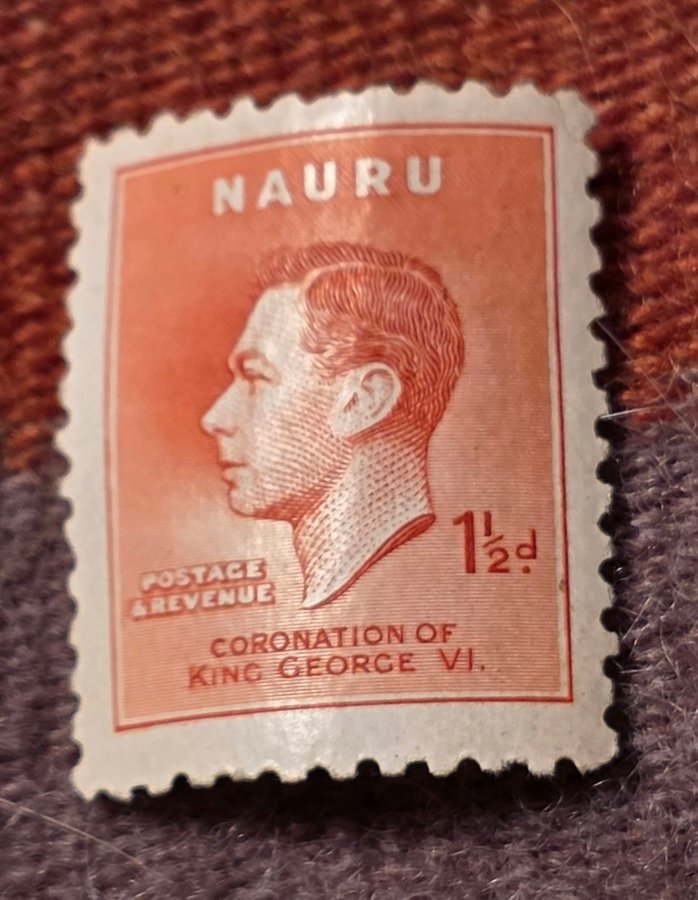 NAURU
1½d.
POSTAGE
& REVENUE
CORONATION OF
KING GEORGE VI.